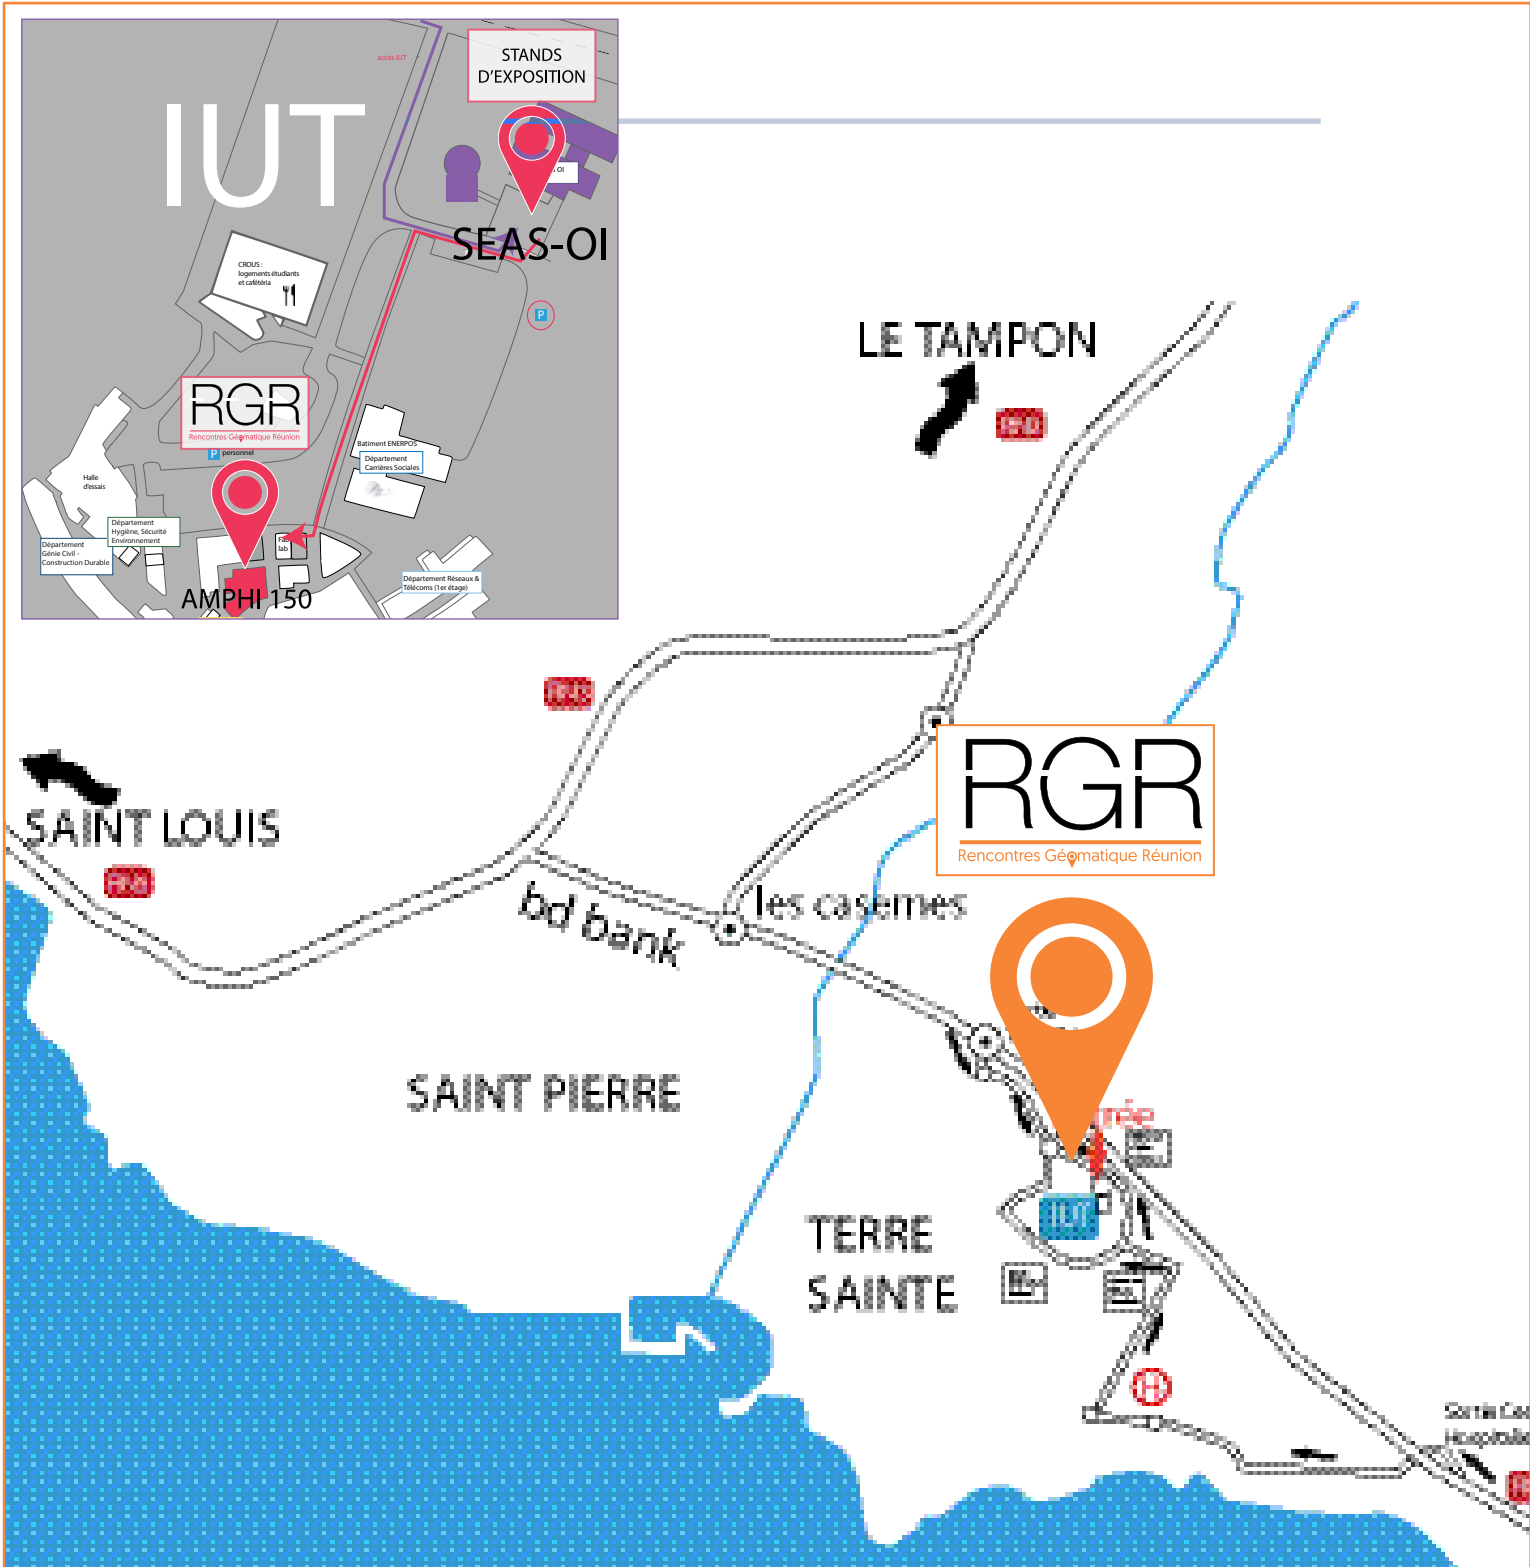 accès IUT
STANDS
D'EXPOSITION
IUT
OI
SEAS-OI
CROUS :
logements étudiants
et cafétéria
P
RGR
Rencontres Géomatique Réunion
P personnel
Batiment ENERPOS
Département
Carrières Sociales
Halle
d'essais
Département
Hygiène, Sécurité
Environnement
Département
Génie Civil -
Construction Durable
lab
Département Réseaux &
Télécoms (1er étage)
AMPHI 150
LE TAMPON
SAINT LOUIS
RGR
Rencontres Géomatique Réunion
bd bank
les casernes
SAINT PIERRE
IUT
TERRE
SAINTE
H